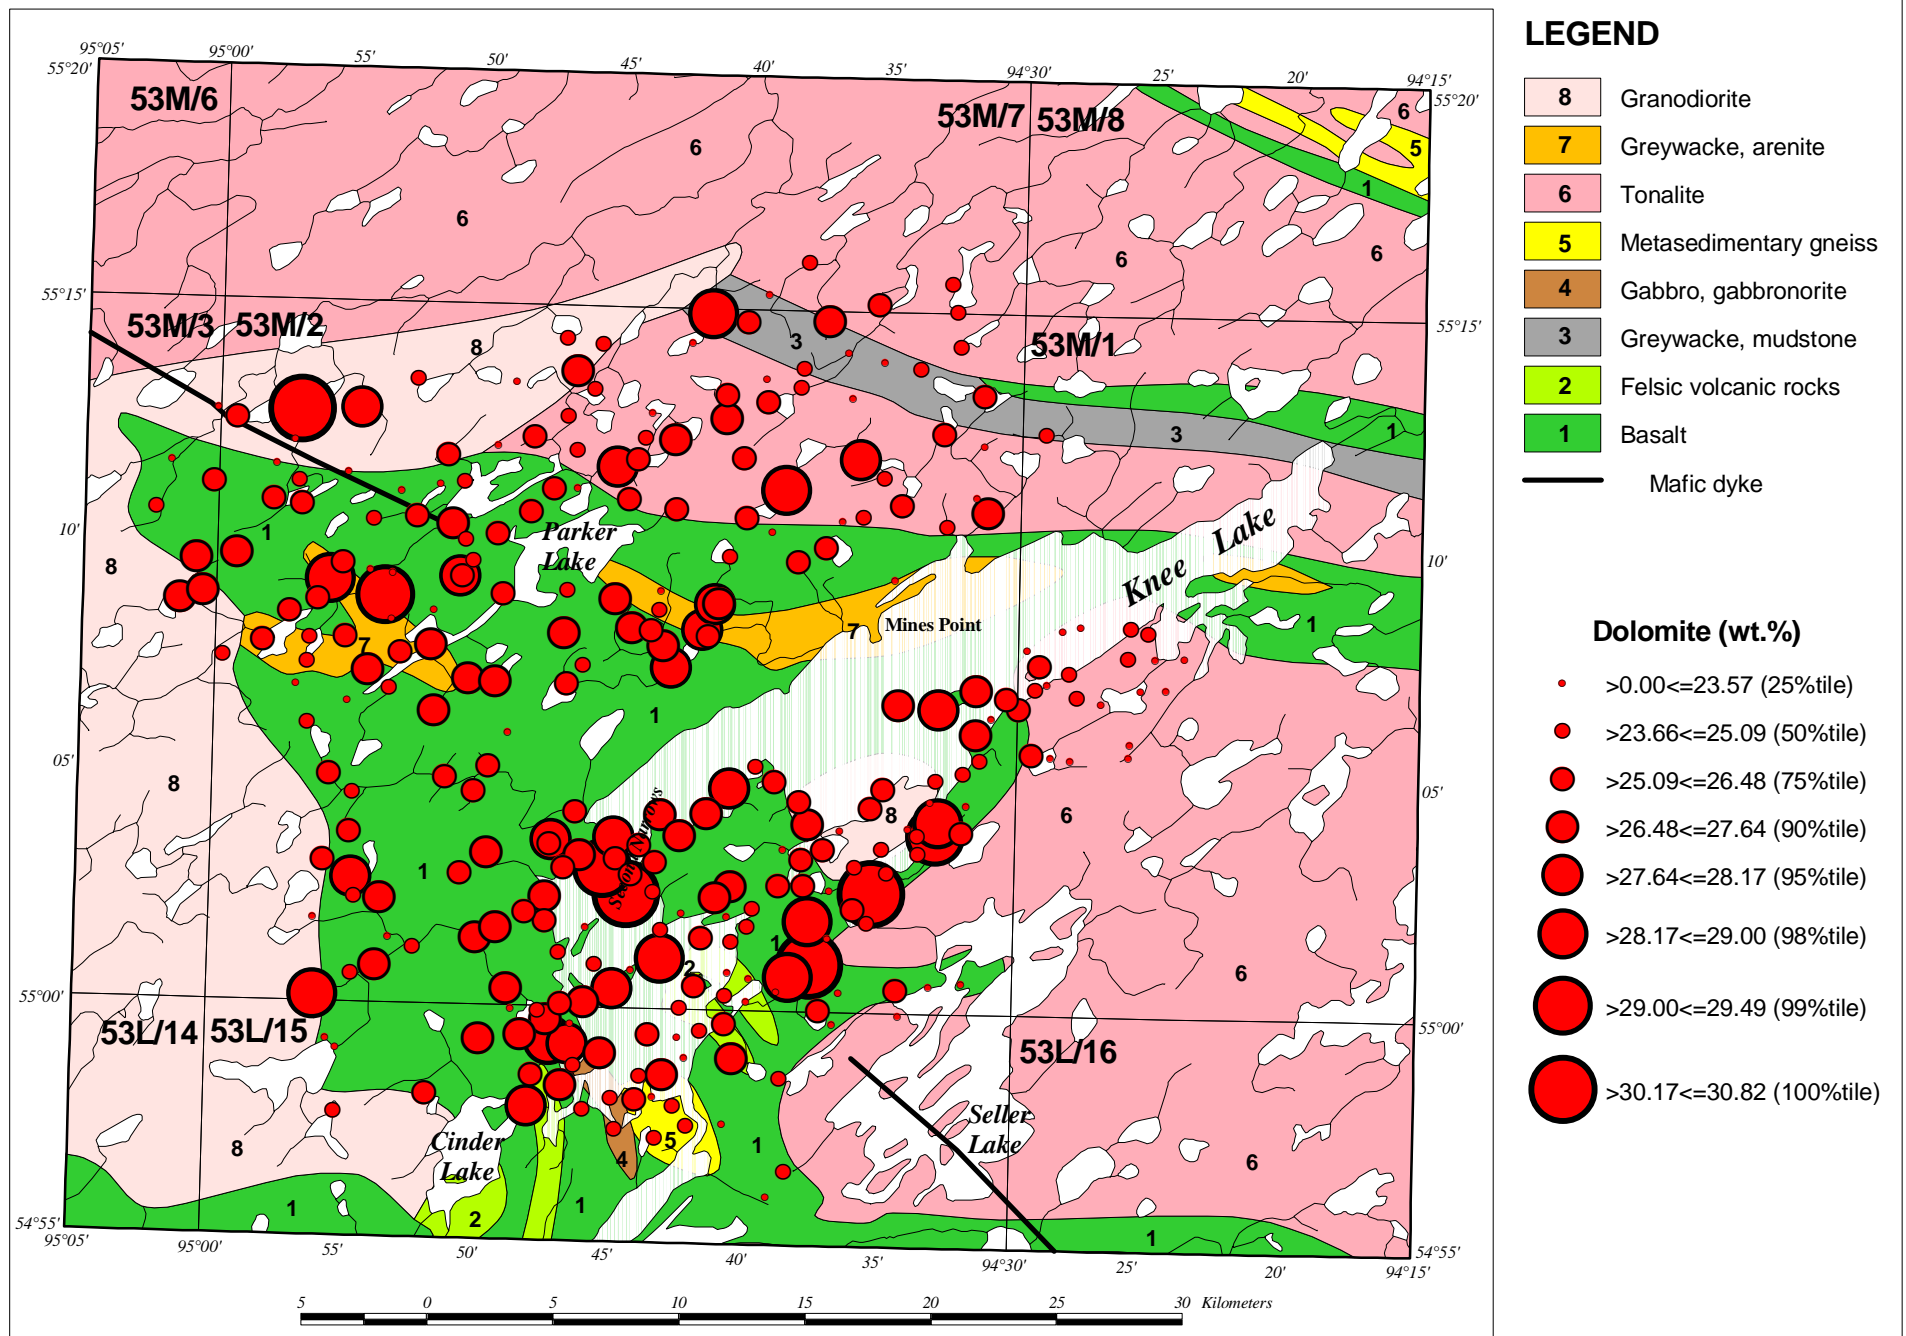 95°05' 95°00' 55' 50' 45' 40' 35' 94°30' 25' 20' 94°15'
55°20' 55°20'
53M/6 53M/7 53M/8
6 6 5 1
6 6 6
55°15' 55°15'
53M/3 53M/2 53M/1
8 3
3 1
10' 10'
1 Parker
Lake
8
Knee Lake
7 7 Mines Point 1
1
05' 05'
8 8 6
1
Second Narrows
1 2 6
55°00' 55°00'
53L/14 53L/15 53L/16
Cinder
Lake
Seller
Lake
8 4 5 1 6
1 2 1 1
54°55' 54°55'
95°05' 95°00' 55' 50' 45' 40' 35' 94°30' 25' 20' 94°15'
5 0 5 10 15 20 25 30 Kilometers
LEGEND
8 Granodiorite
7 Greywacke, arenite
6 Tonalite
5 Metasedimentary gneiss
4 Gabbro, gabbronorite
3 Greywacke, mudstone
2 Felsic volcanic rocks
1 Basalt
Mafic dyke
Dolomite (wt.%)
>0.00<=23.57 (25%tile)
>23.66<=25.09 (50%tile)
>25.09<=26.48 (75%tile)
>26.48<=27.64 (90%tile)
>27.64<=28.17 (95%tile)
>28.17<=29.00 (98%tile)
>29.00<=29.49 (99%tile)
>30.17<=30.82 (100%tile)